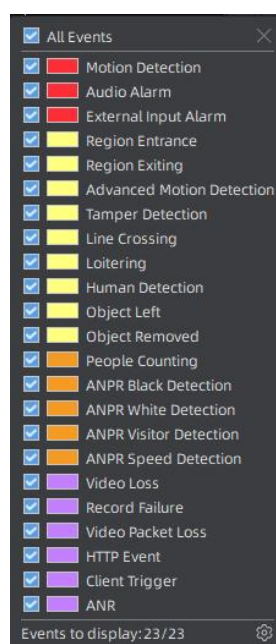 All Events
Motion Detection
Audio Alarm
External Input Alarm
Region Entrance
Region Exiting
Advanced Motion Detection
Tamper Detection
Line Crossing
Loitering
Human Detection
Object Left
Object Removed
People Counting
ANPR Black Detection
ANPR White Detection
ANPR Visitor Detection
ANPR Speed Detection
Video Loss
Record Failure
Video Packet Loss
HTTP Event
Client Trigger
ANR
Events to display:23/23